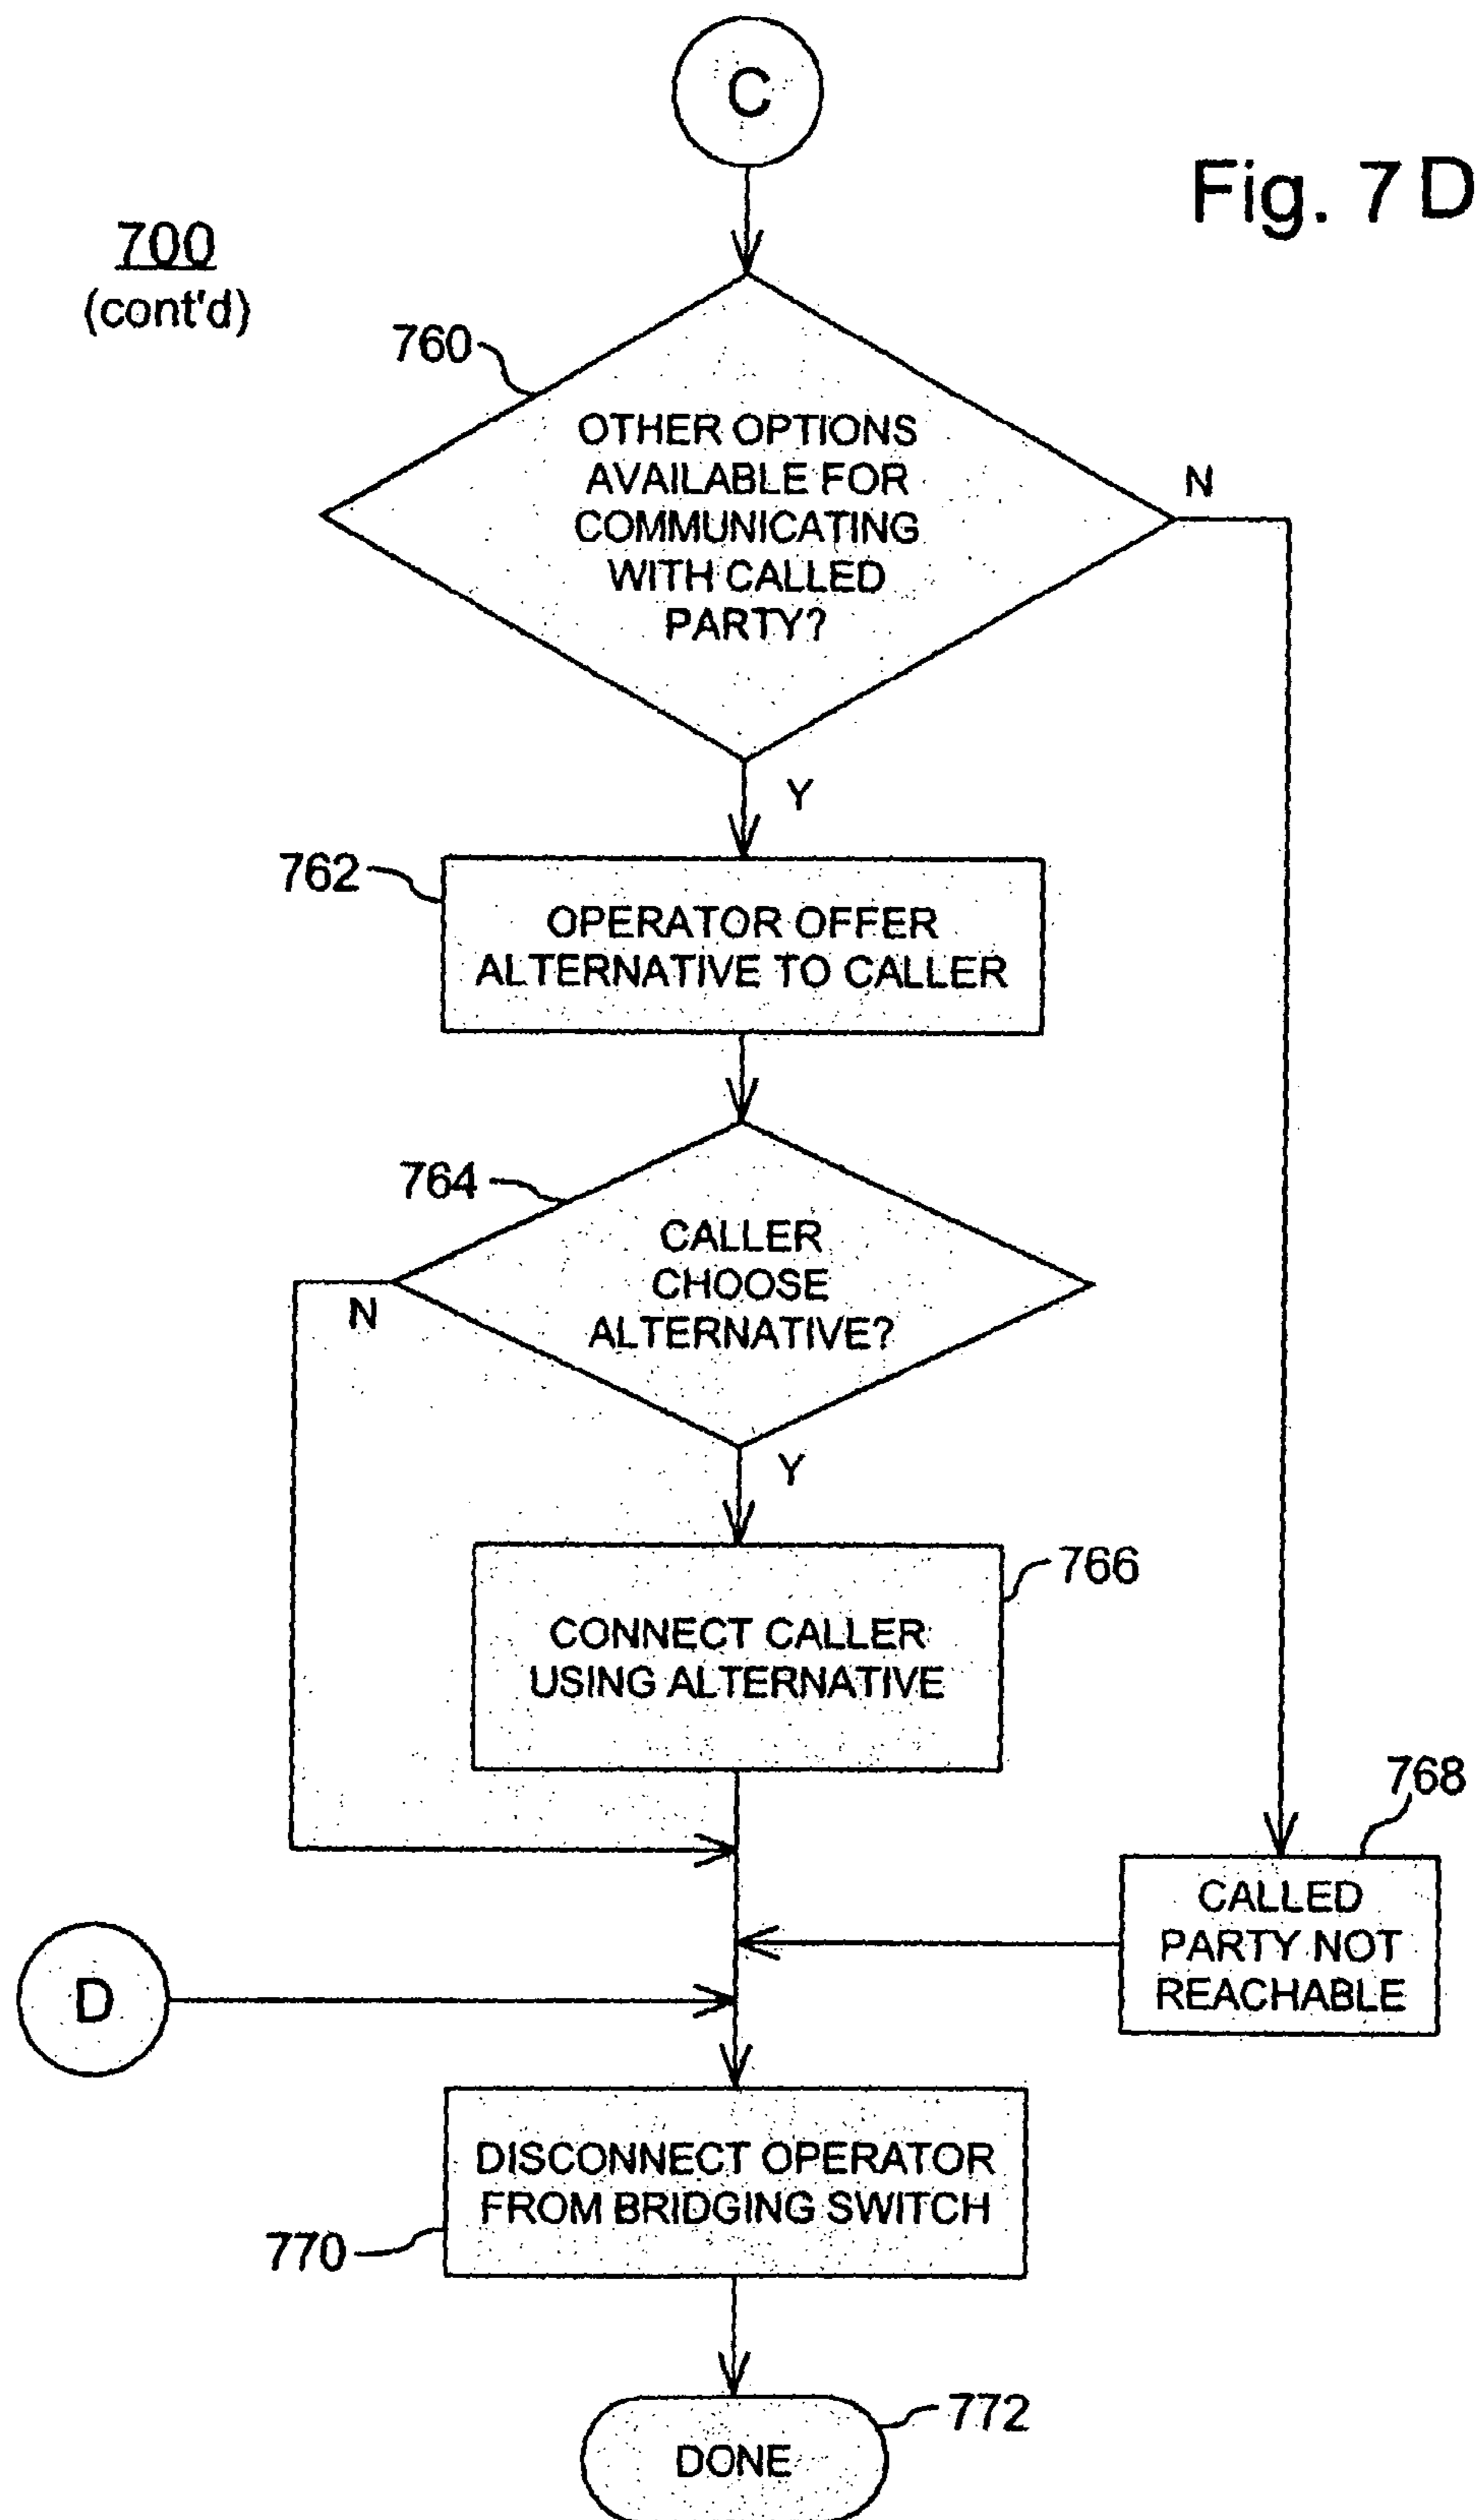 C
Fig. 7 D
700
(cont'd)
760
OTHER OPTIONS
AVAILABLE FOR
COMMUNICATING
WITH CALLED
PARTY?
N
Y
762
OPERATOR OFFER
ALTERNATIVE TO CALLER
764
CALLER
CHOOSE
ALTERNATIVE?
N
Y
766
CONNECT CALLER
USING ALTERNATIVE
768
CALLED
PARTY NOT
REACHABLE
D
DISCONNECT OPERATOR
FROM BRIDGING SWITCH
770
772
DONE